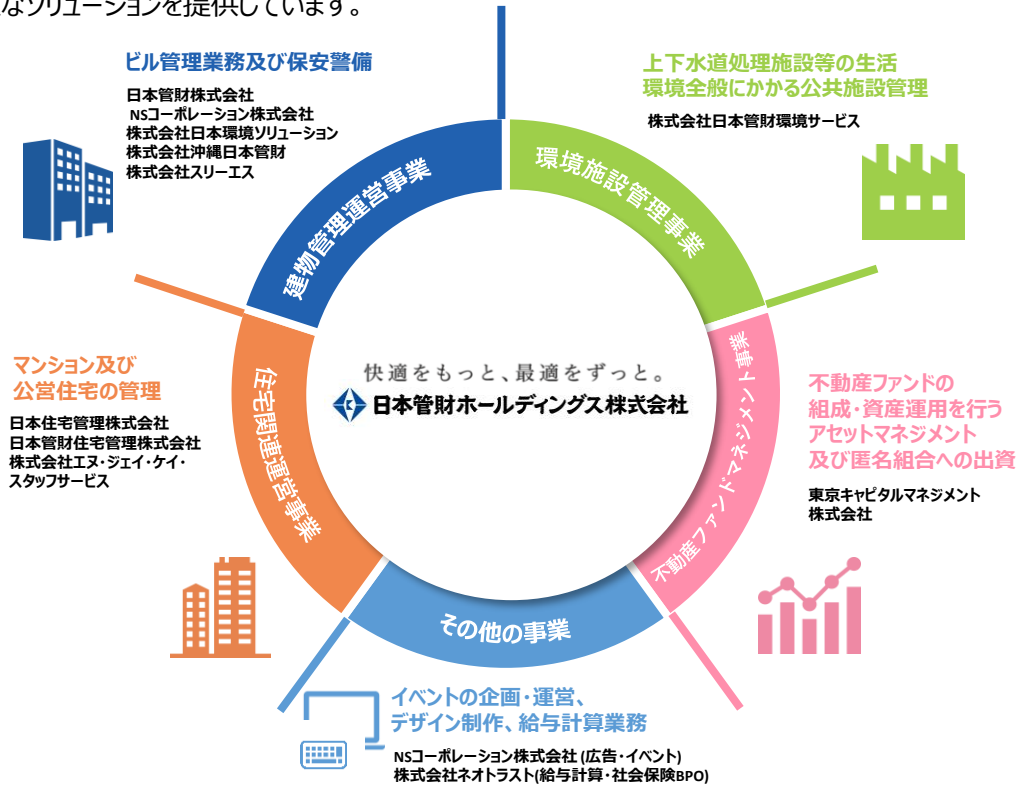 なソリューションを提供しています。
ビル管理業務及び保安警備
日本管財株式会社
NSコーポレーション株式会社
株式会社日本環境ソリューション
株式会社沖縄日本管財
株式会社スリーエス
上下水道処理施設等の生活
環境全般にかかる公共施設管理
株式会社日本管財環境サービス
建物管理運営事業
環境施設管理事業
マンション及び
公営住宅の管理
日本住宅管理株式会社
日本管財住宅管理株式会社
株式会社エヌ・ジェイ・ケイ・
スタッフサービス
住宅関連運営事業
快適をもっと、最適をずっと。
日本管財ホールディングス株式会社
不動産ファンドマネジメント事業
不動産ファンドの
組成・資産運用を行う
アセットマネジメント
及び匿名組合への出資
東京キャピタルマネジメント
株式会社
その他の事業
イベントの企画・運営、
デザイン制作、給与計算業務
NSコーポレーション株式会社 (広告・イベント)
株式会社ネオトラスト(給与計算・社会保険BPO)